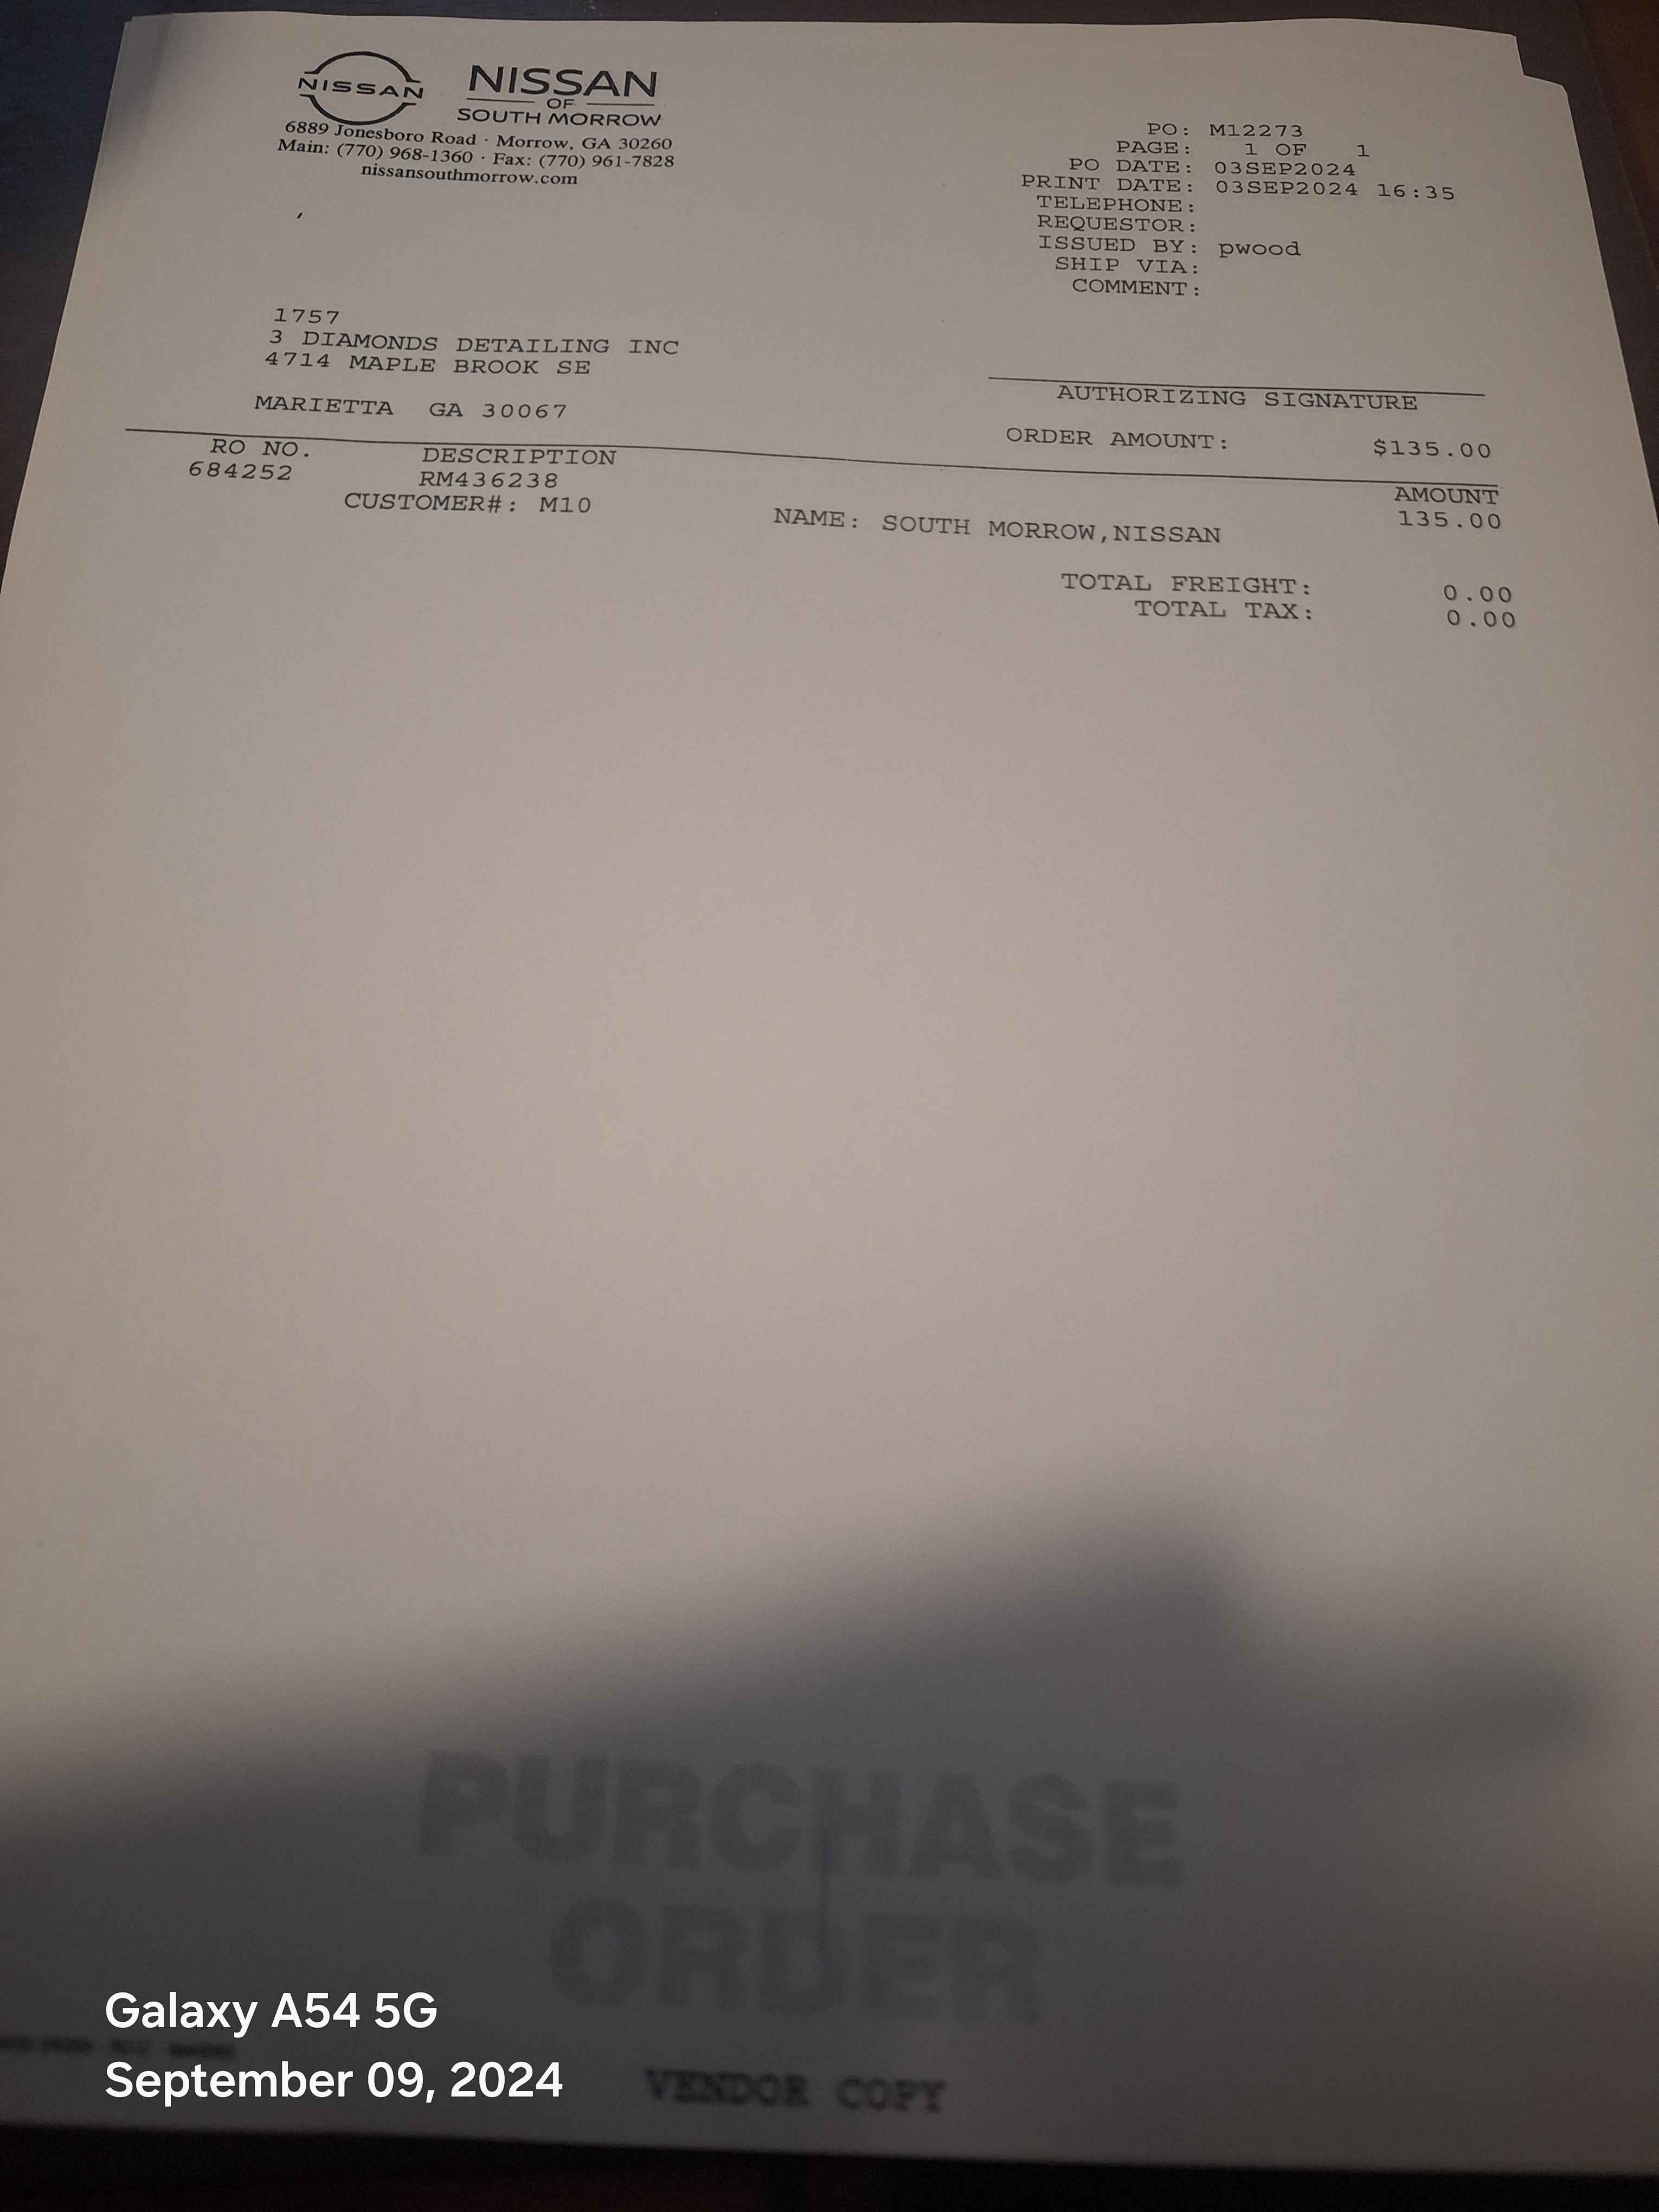 NISSAN
NISSAN
OF
SOUTH MORROW
6889 Jonesboro Road · Morrow, GA 30260
Main: (770) 968-1360 · Fax: (770) 961-7828
nissansouthmorrow.com
PO: M12273
PAGE: 1 OF 1
PO DATE: 03SEP2024
PRINT DATE: 03SEP2024 16:35
TELEPHONE:
REQUESTOR:
ISSUED BY: pwood
SHIP VIA:
COMMENT:
1757
3 DIAMONDS DETAILING INC
4714 MAPLE BROOK SE
MARIETTA GA 30067
AUTHORIZING SIGNATURE
ORDER AMOUNT: $135.00
RO NO. DESCRIPTION AMOUNT
684252 RM436238 135.00
CUSTOMER#: M10 NAME: SOUTH MORROW,NISSAN
TOTAL FREIGHT: 0.00
TOTAL TAX: 0.00
PURCHASE
ORDER
Galaxy A54 5G
September 09, 2024
VENDOR COPY